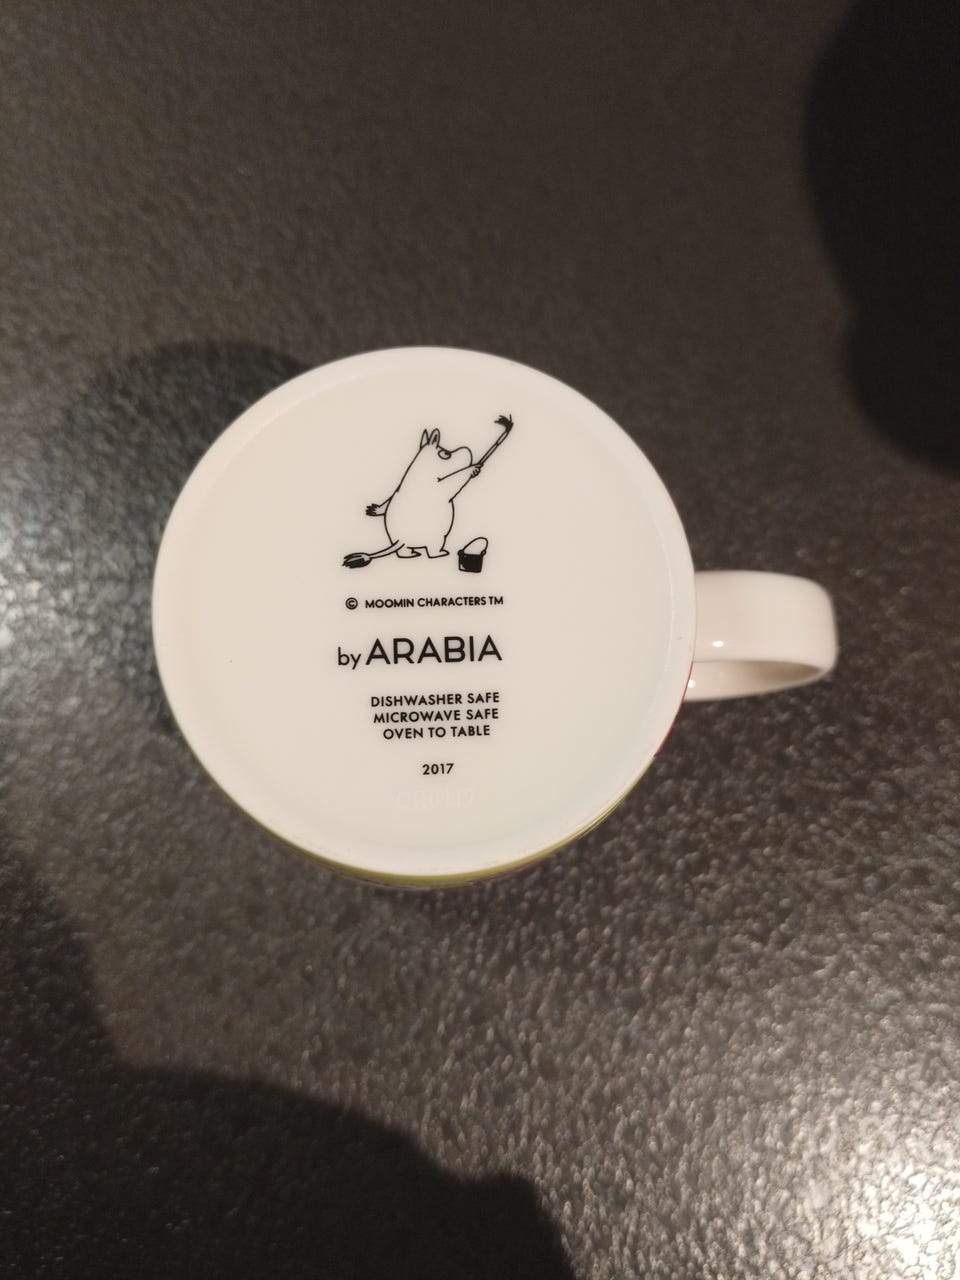 © MOOMIN CHARACTERS TM
by ARABIA
DISHWASHER SAFE
MICROWAVE SAFE
OVEN TO TABLE
2017